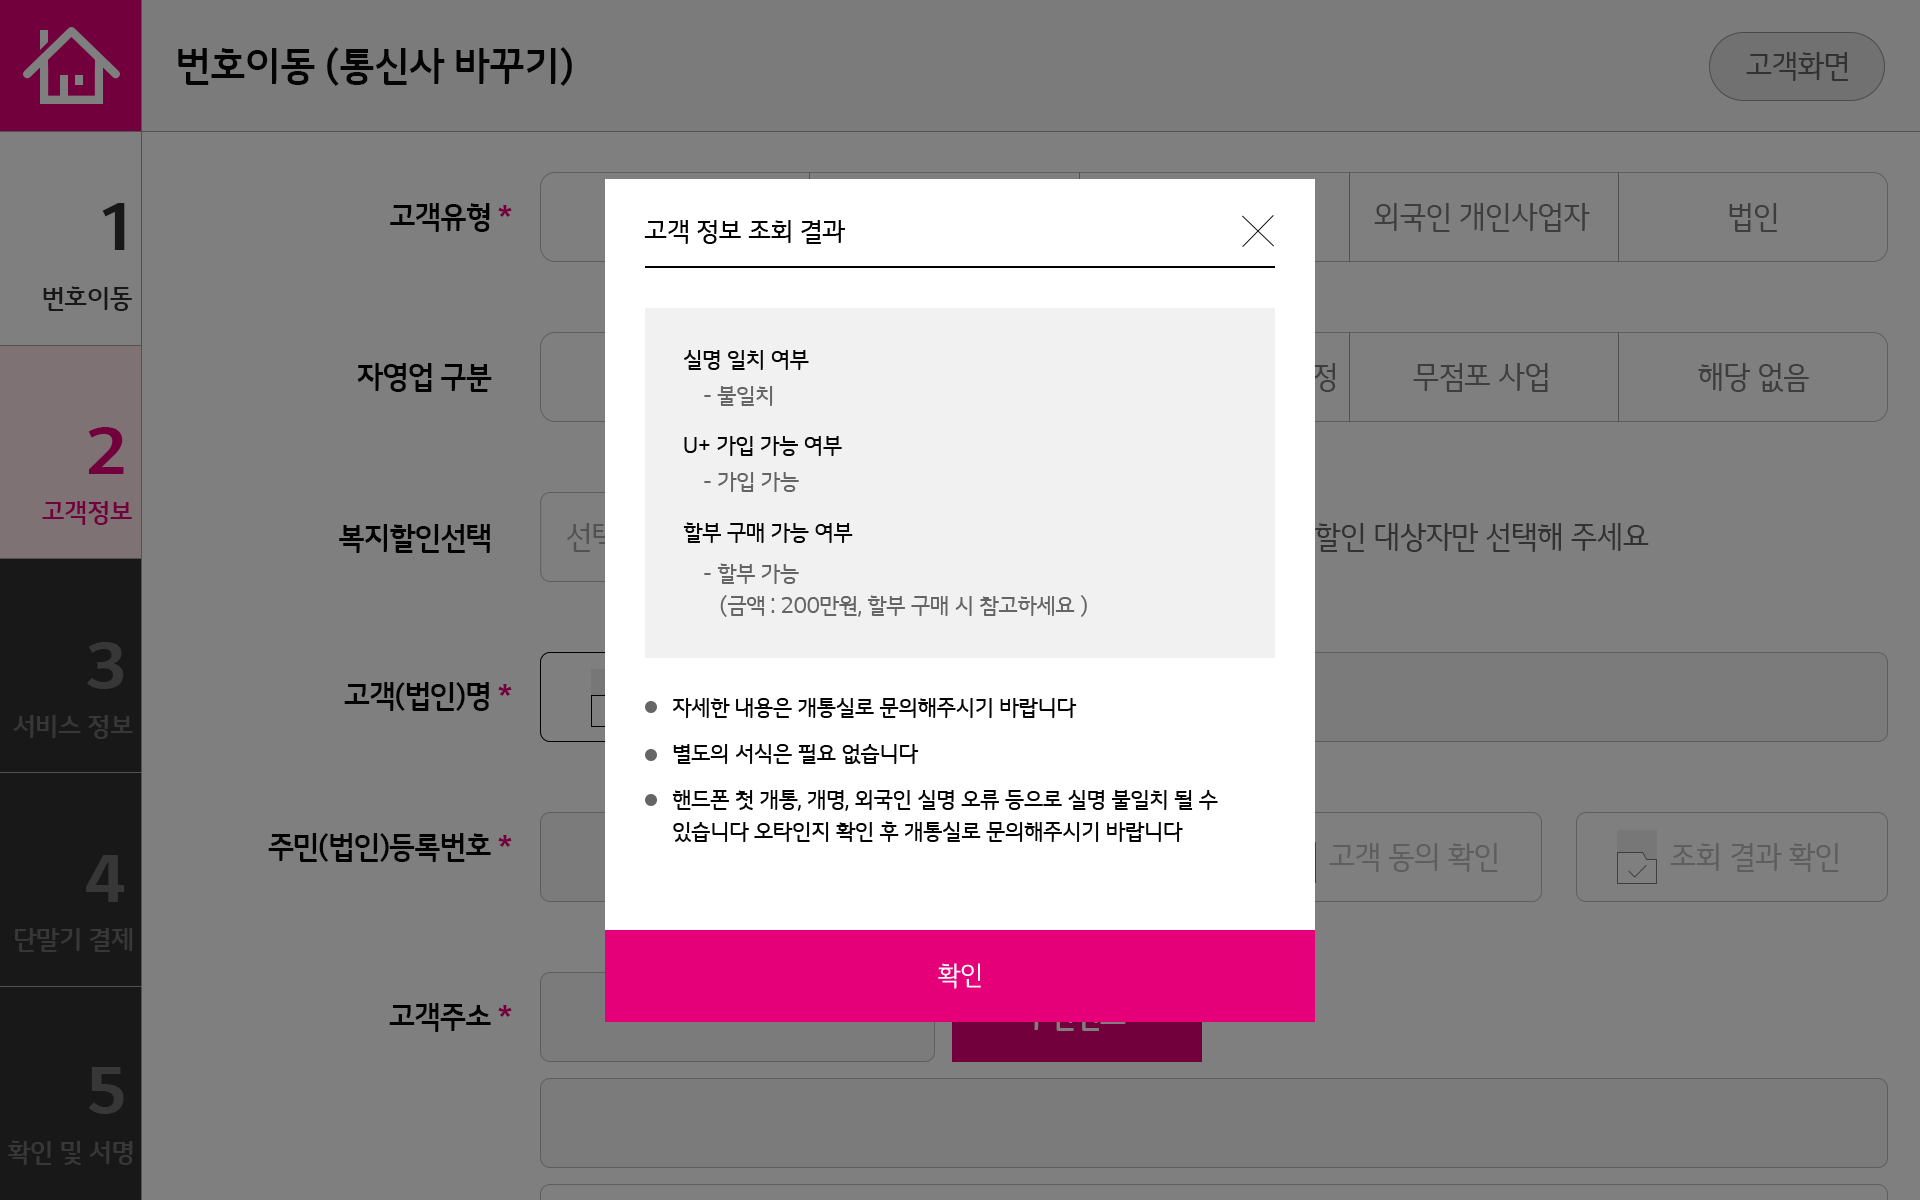 번호이동 (통신사 바꾸기)
고객화면
1
번호이동
2
고객정보
3
서비스 정보
4
단말기 결제
5
확인 및 서명
고객유형 *
외국인 개인사업자
법인
자영업 구분
정
무점포 사업
해당 없음
복지할인선택
할인 대상자만 선택해 주세요
고객(법인)명 *
주민(법인)등록번호 *
고객 동의 확인
조회 결과 확인
고객주소 *
고객 정보 조회 결과
실명 일치 여부
- 불일치
U+ 가입 가능 여부
- 가입 가능
할부 구매 가능 여부
- 할부 가능
(금액 : 200만원, 할부 구매 시 참고하세요 )
자세한 내용은 개통실로 문의해주시기 바랍니다
별도의 서식은 필요 없습니다
핸드폰 첫 개통, 개명, 외국인 실명 오류 등으로 실명 불일치 될 수
있습니다 오타인지 확인 후 개통실로 문의해주시기 바랍니다
확인